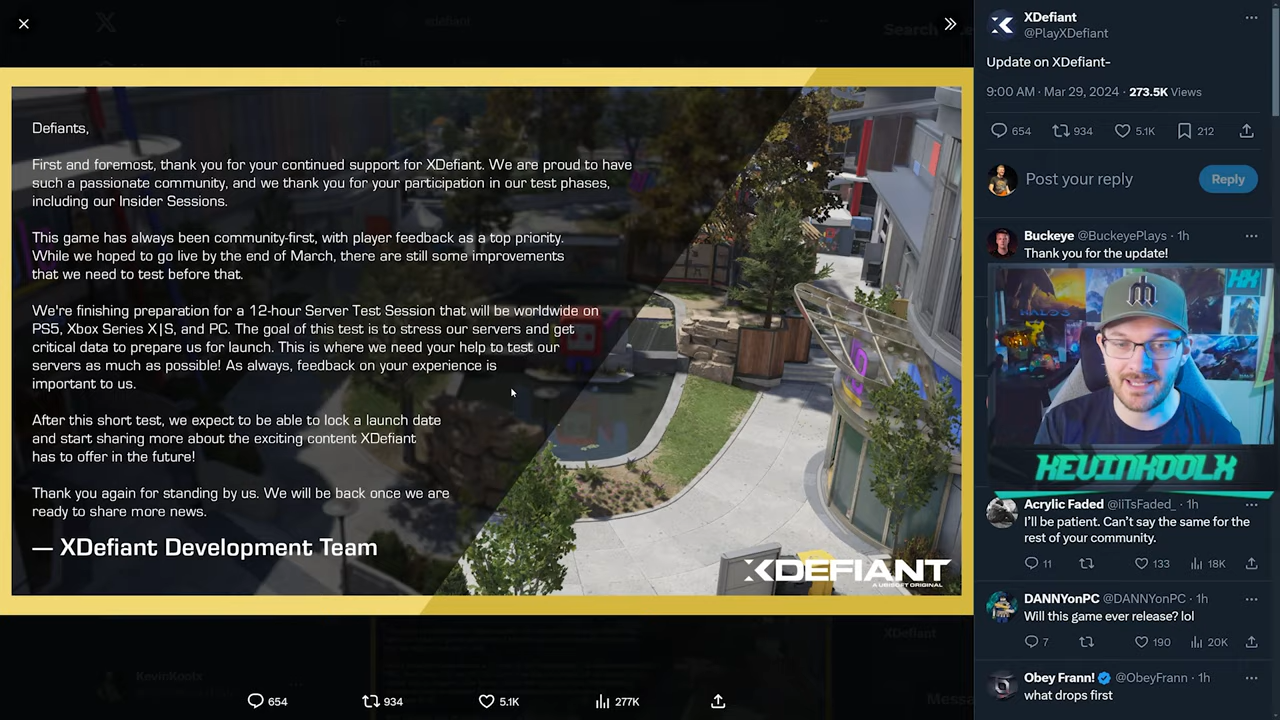 XDefiant
@PlayXDefiant
Update on XDefiant-
9:00 AM · Mar 29, 2024 · 273.5K Views
654 934 5.1K 212
Post your reply
Reply
Defiants,
First and foremost, thank you for your continued support for XDefiant. We are proud to have
such a passionate community, and we thank you for your participation in our test phases,
including our Insider Sessions.
This game has always been community-first, with player feedback as a top priority.
While we hoped to go live by the end of March, there are still some improvements
that we need to test before that.
We're finishing preparation for a 12-hour Server Test Session that will be worldwide on
PS5, Xbox Series X|S, and PC. The goal of this test is to stress our servers and get
critical data to prepare us for launch. This is where we need your help to test our
servers as much as possible! As always, feedback on your experience is
important to us.
After this short test, we expect to be able to lock a launch date
and start sharing more about the exciting content XDefiant
has to offer in the future!
Thank you again for standing by us. We will be back once we are
ready to share more news.
— XDefiant Development Team
XDEFIANT
A UBISOFT ORIGINAL
654 934 5.1K 277K
Buckeye @BuckeyePlays · 1h
Thank you for the update!
KEVINKOOLX
Acrylic Faded @iiTsFaded_ · 1h
I'll be patient. Can't say the same for the
rest of your community.
11 133 18K
DANNYonPC @DANNYonPC · 1h
Will this game ever release? lol
7 190 20K
Obey Frann! @ObeyFrann · 1h
what drops first
xdefiant
Search
XDefiant
KevinKoolx